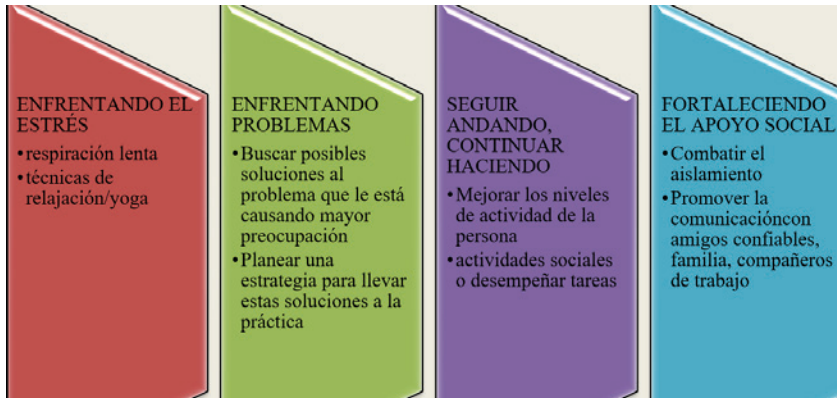 ENFRENTANDO EL
ESTRÉS
•respiración lenta
•técnicas de
relajación/yoga
ENFRENTANDO
PROBLEMAS
•Buscar posibles
soluciones al
problema que le está
causando mayor
preocupación
•Planear una
estrategia para llevar
estas soluciones a la
práctica
SEGUIR
ANDANDO,
CONTINUAR
HACIENDO
•Mejorar los niveles
de actividad de la
persona
•actividades sociales
o desempeñar tareas
FORTALECIENDO
EL APOYO SOCIAL
•Combatir el
aislamiento
•Promover la
comunicacióncon
amigos confiables,
familia, compañeros
de trabajo